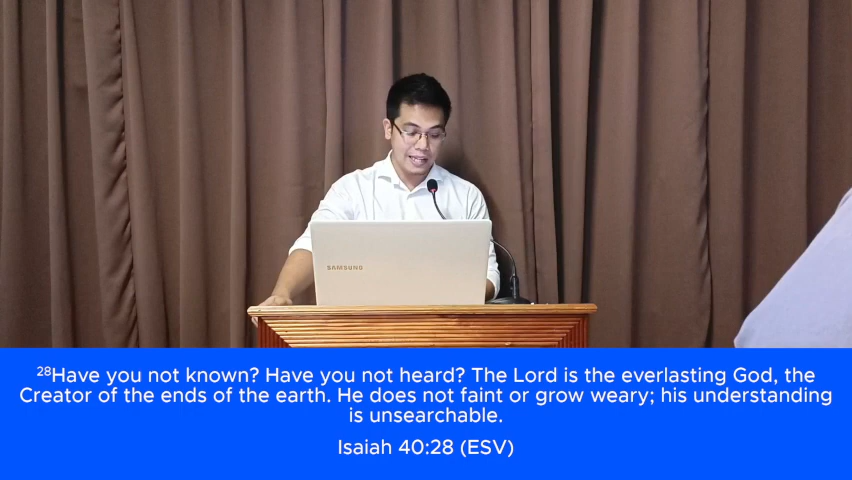 SAMSUNG
28Have you not known? Have you not heard? The Lord is the everlasting God, the
Creator of the ends of the earth. He does not faint or grow weary; his understanding
is unsearchable.
Isaiah 40:28 (ESV)